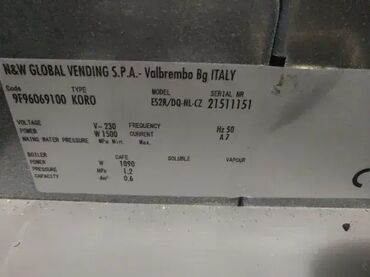 N&W GLOBAL VENDING S.P.A.- Valbrembo Bg ITALY
Code TYPE SERIAL NR
9F96069100 KORO ES2R/DQ-NL-CZ 21511151
VOLTAGE V~ 230 FREQUENCY Hz 50
POWER W 1500 CURRENT A 7
MAINS WATER PRESSURE MPa Min. Max.
BOILER CAFE SOLUBLE VAPOUR
POWER W 1090
PRESSURE MPa 1.2
CAPACITY dm³ 0.6